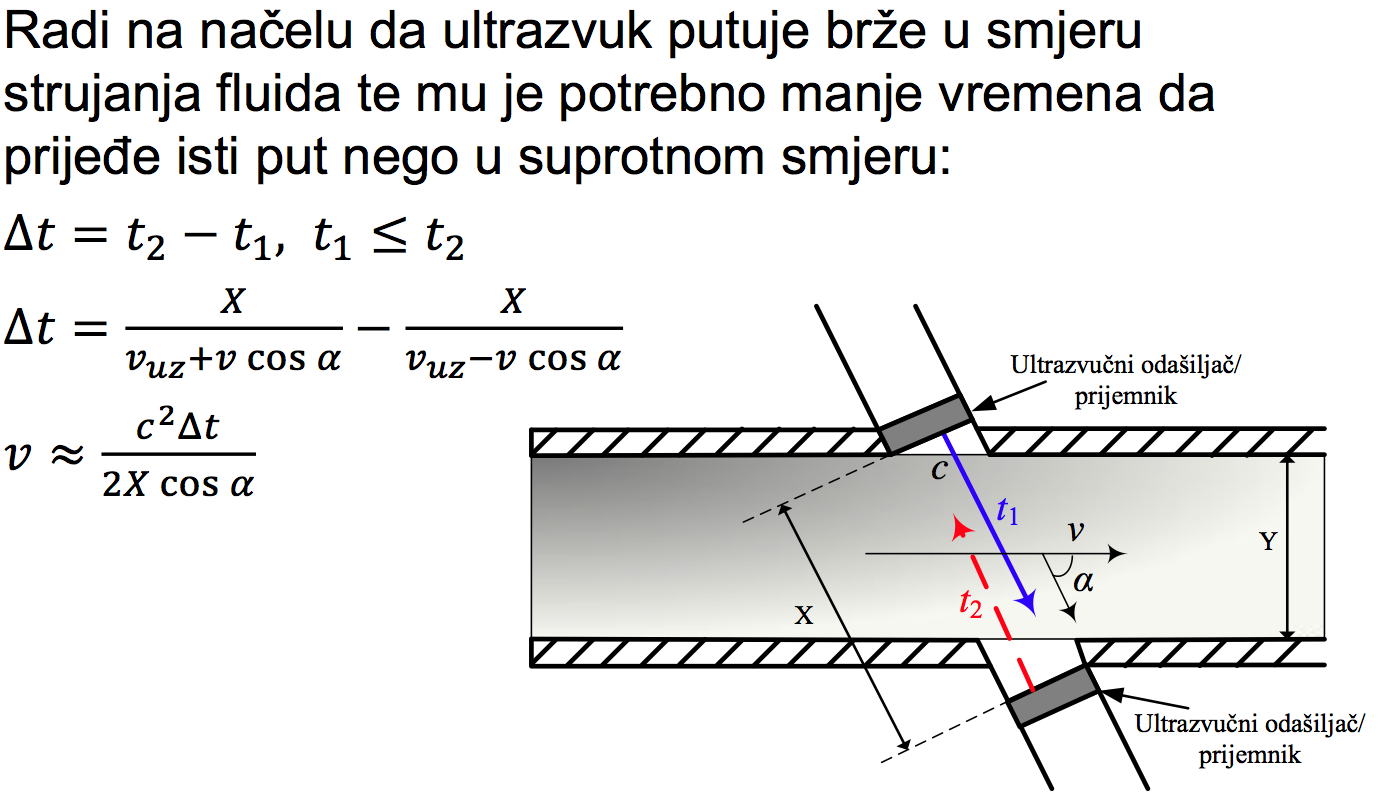 Radi na načelu da ultrazvuk putuje brže u smjeru
strujanja fluida te mu je potrebno manje vremena da
prijeđe isti put nego u suprotnom smjeru:
Δt = t₂ − t₁, t₁ ≤ t₂
Δt = X / (v_uz+v cos α) − X / (v_uz−v cos α)
v ≈ c²Δt / (2X cos α)
Ultrazvučni odašiljač/
prijemnik
c
t₁
v
Y
α
t₂
X
Ultrazvučni odašiljač/
prijemnik